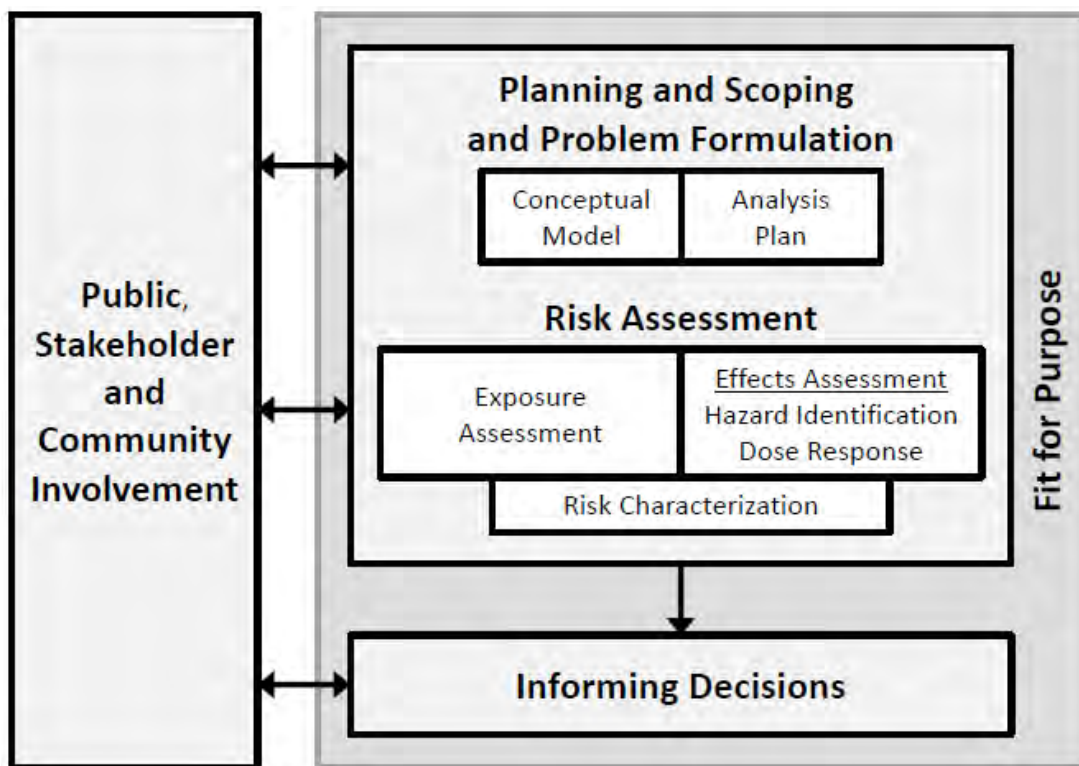 Public,
Stakeholder
and
Community
Involvement
Planning and Scoping
and Problem Formulation
Conceptual
Model
Analysis
Plan
Risk Assessment
Exposure
Assessment
Effects Assessment
Hazard Identification
Dose Response
Risk Characterization
Informing Decisions
Fit for Purpose